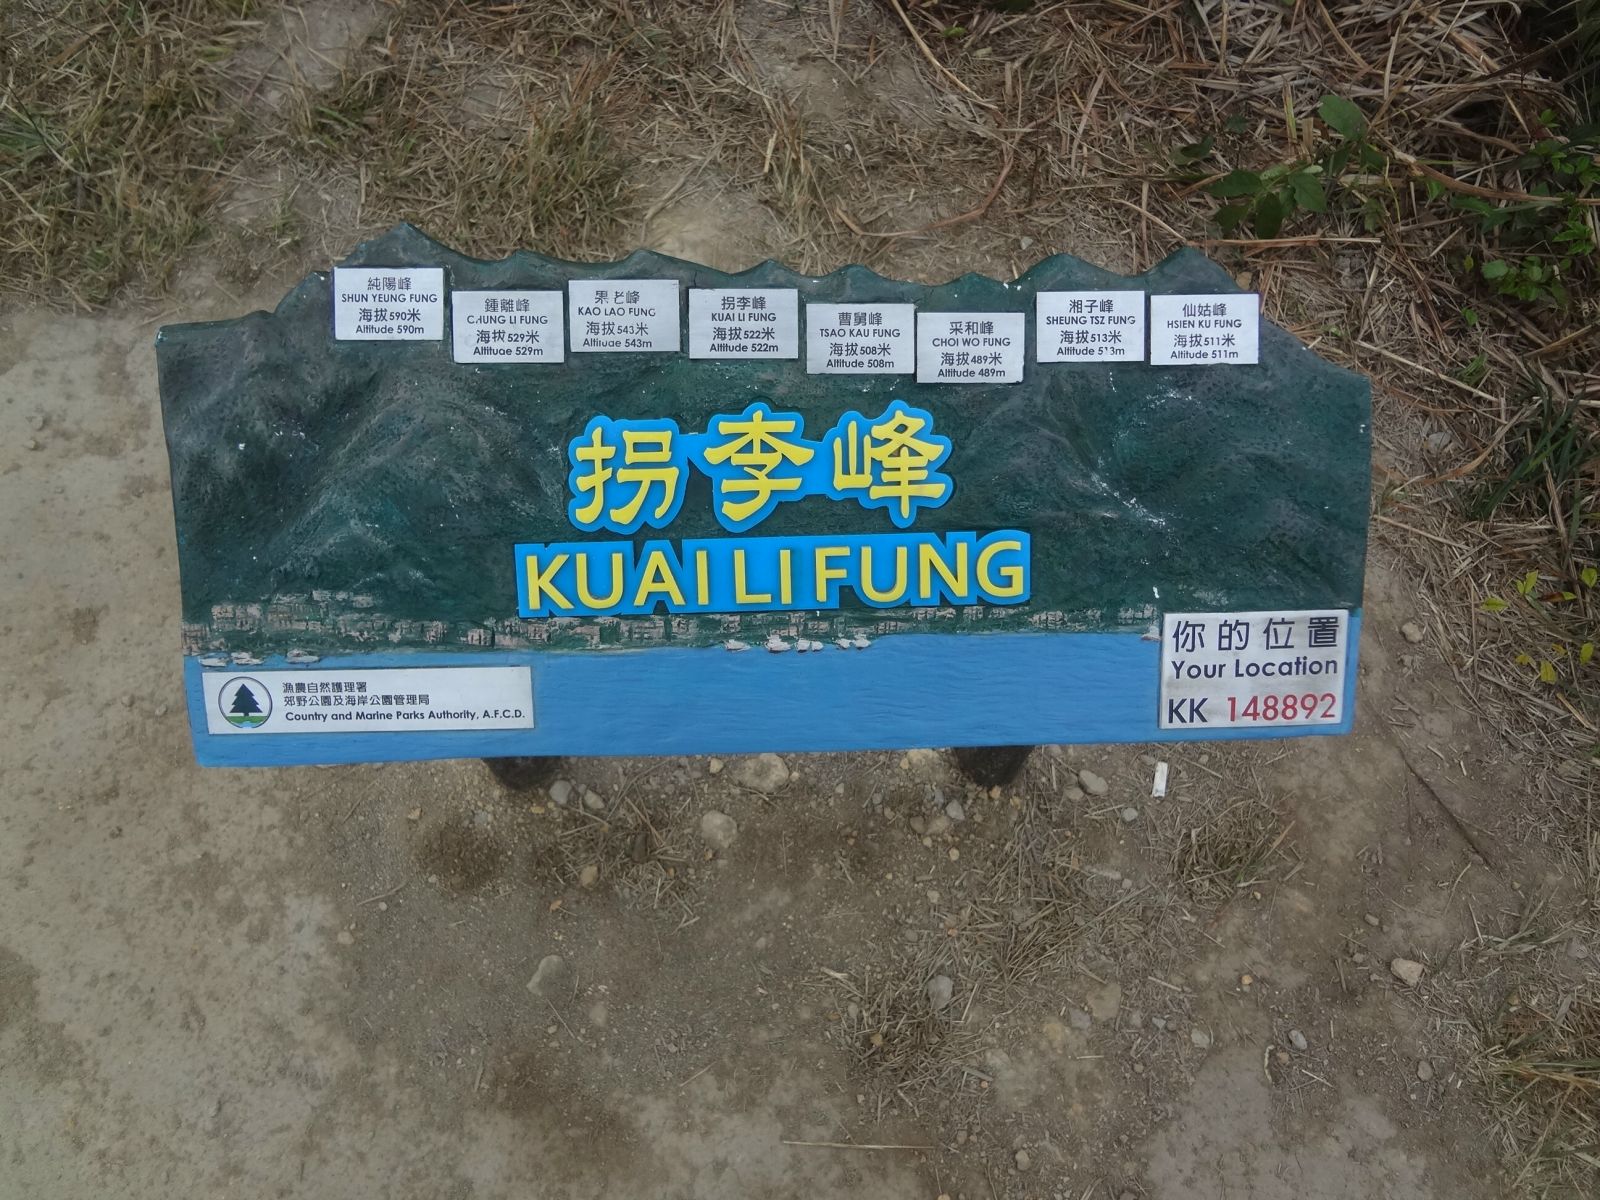 純陽峰
SHUN YEUNG FUNG
海拔590米
Altitude 590m
鍾離峰
CHUNG LI FUNG
海拔529米
Altitude 529m
果老峰
KAO LAO FUNG
海拔543米
Altitude 543m
拐李峰
KUAI LI FUNG
海拔522米
Altitude 522m
曹舅峰
TSAO KAU FUNG
海拔508米
Altitude 508m
采和峰
CHOI WO FUNG
海拔489米
Altitude 489m
湘子峰
SHEUNG TSZ FUNG
海拔513米
Altitude 513m
仙姑峰
HSIEN KU FUNG
海拔511米
Altitude 511m
拐李峰
KUAI LI FUNG
漁農自然護理署
郊野公園及海岸公園管理局
Country and Marine Parks Authority, A.F.C.D.
你的位置
Your Location
KK 148892